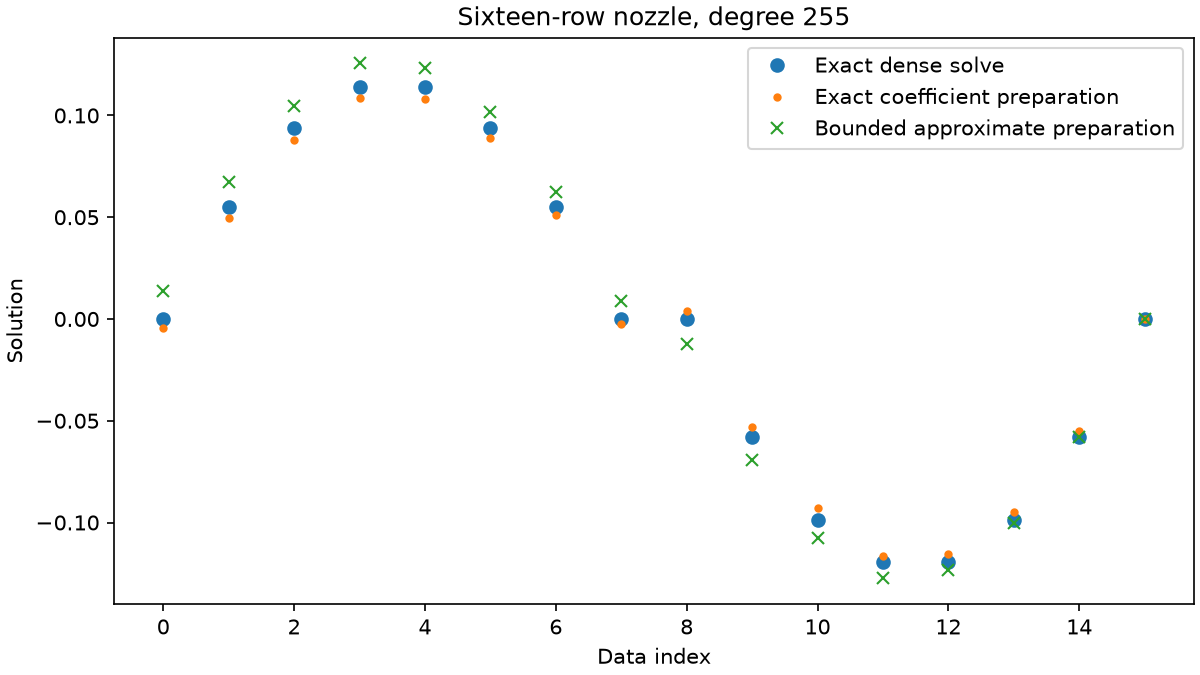 Sixteen-row nozzle, degree 255
Exact dense solve
Exact coefficient preparation
Bounded approximate preparation
Solution
0.10
0.05
0.00
−0.05
−0.10
0 2 4 6 8 10 12 14
Data index